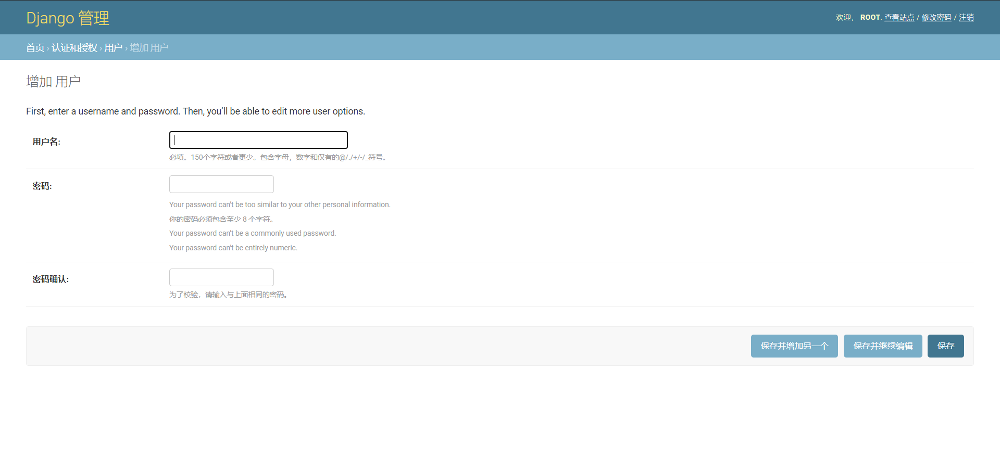 Django 管理
欢迎， ROOT. 查看站点 / 修改密码 / 注销
首页 › 认证和授权 › 用户 › 增加 用户
增加 用户
First, enter a username and password. Then, you’ll be able to edit more user options.
用户名:
必填。150个字符或者更少。包含字母，数字和仅有的@/./+/-/_符号。
密码:
Your password can’t be too similar to your other personal information.
你的密码必须包含至少 8 个字符。
Your password can’t be a commonly used password.
Your password can’t be entirely numeric.
密码确认:
为了校验，请输入与上面相同的密码。
保存并增加另一个 保存并继续编辑 保存